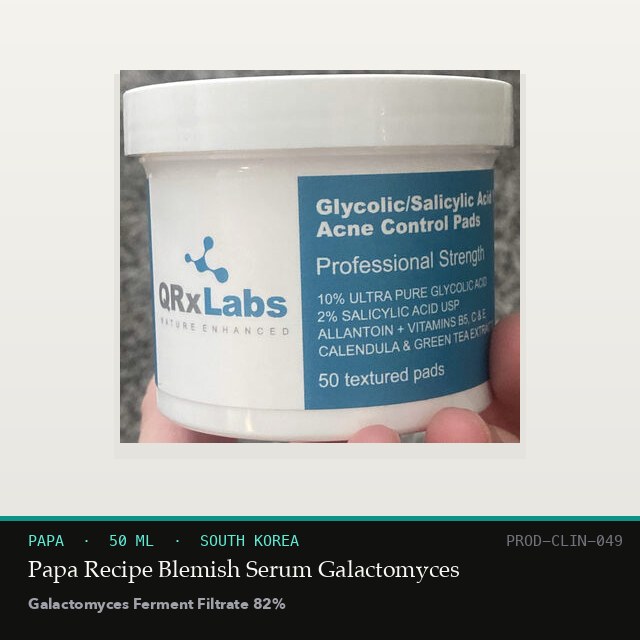 Glycolic/Salicylic Acid
Acne Control Pads
Professional Strength
10% ULTRA PURE GLYCOLIC ACID
2% SALICYLIC ACID USP
ALLANTOIN + VITAMINS B5, C & E,
CALENDULA & GREEN TEA EXTRACT
50 textured pads
QRxLabs
NATURE ENHANCED
PAPA · 50 ML · SOUTH KOREA
PROD–CLIN–049
Papa Recipe Blemish Serum Galactomyces
Galactomyces Ferment Filtrate 82%